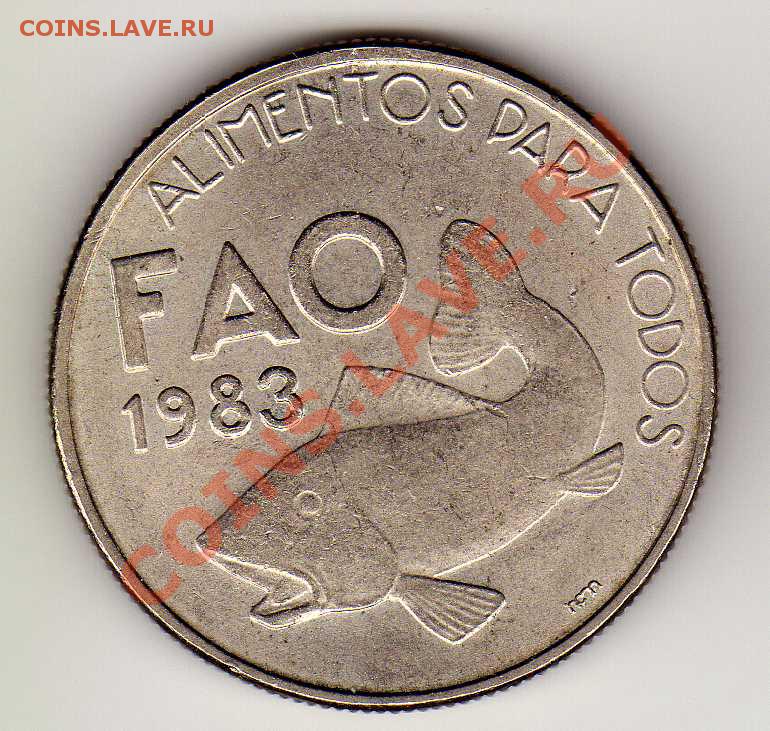 COINS.LAVE.RU
ALIMENTOS PARA TODOS
FAO
1983
COINS.LAVE.RU